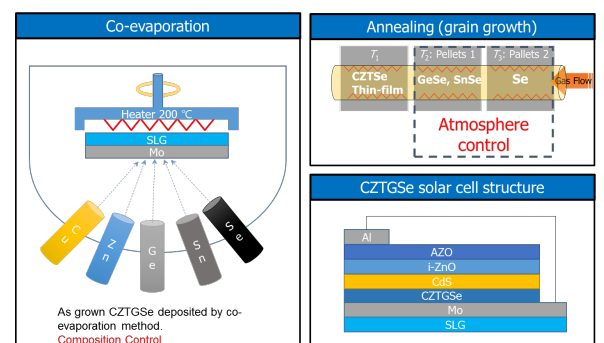 Co-evaporation
Heater 200 ℃
SLG
Mo
Cu
Zn
Ge
Sn
Se
As grown CZTGSe deposited by co-
evaporation method.
Composition Control
Annealing (grain growth)
T1
T2: Pellets 1
T3: Pellets 2
CZTSe
Thin-film
GeSe, SnSe
Se
Gas Flow
Atmosphere
control
CZTGSe solar cell structure
Al
AZO
i-ZnO
CdS
CZTGSe
Mo
SLG